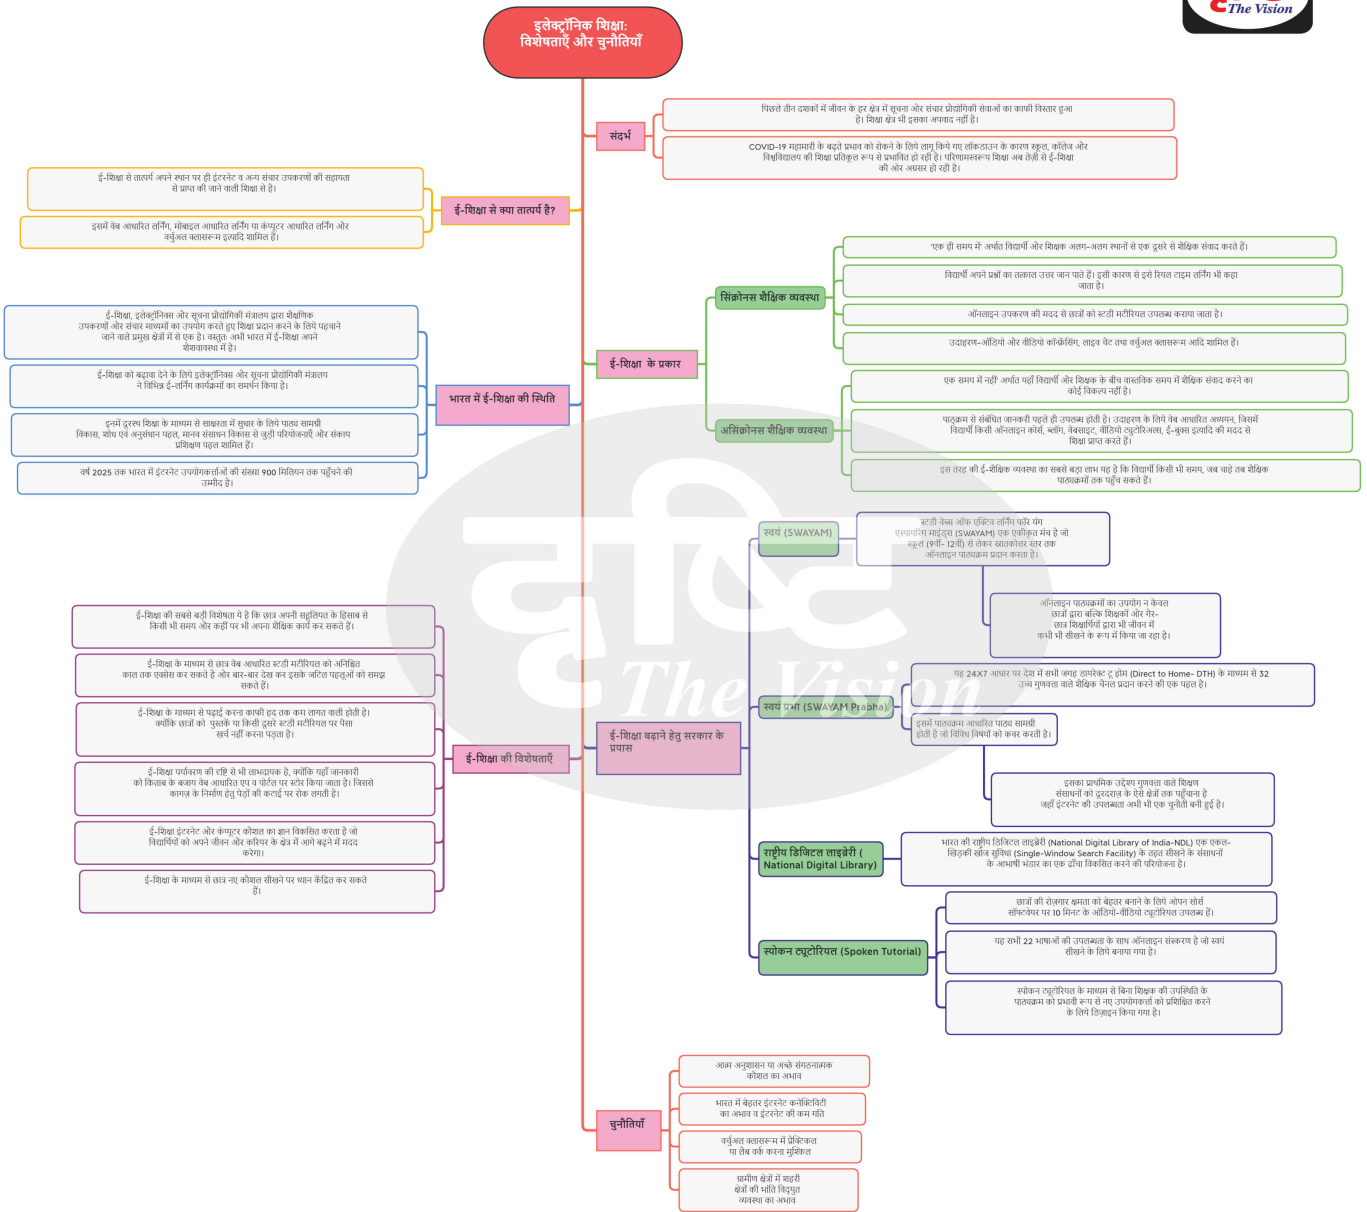 The Vision
इलेक्ट्रॉनिक शिक्षा:
विशेषताएँ और चुनौतियाँ
संदर्भ
पिछले तीन दशकों में जीवन के हर क्षेत्र में सूचना और संचार प्रौद्योगिकी सेवाओं का काफी विस्तार हुआ
है। शिक्षा क्षेत्र भी इसका अपवाद नहीं है।
COVID-19 महामारी के बढ़ते प्रभाव को रोकने के लिये लागू किये गए लॉकडाउन के कारण स्कूल, कॉलेज और
विश्वविद्यालय की शिक्षा प्रतिकूल रूप से प्रभावित हो रही है। परिणामस्वरूप शिक्षा अब तेज़ी से ई-शिक्षा
की ओर अग्रसर हो रही है।
ई-शिक्षा से क्या तात्पर्य है?
ई-शिक्षा से तात्पर्य अपने स्थान पर ही इंटरनेट व अन्य संचार उपकरणों की सहायता
से प्राप्त की जाने वाली शिक्षा से है।
इसमें वेब आधारित लर्निंग, मोबाइल आधारित लर्निंग या कंप्यूटर आधारित लर्निंग और
वर्चुअल क्लासरूम इत्यादि शामिल हैं।
ई-शिक्षा के प्रकार
सिंक्रोनस शैक्षिक व्यवस्था
'एक ही समय में' अर्थात विद्यार्थी और शिक्षक अलग-अलग स्थानों से एक दूसरे से शैक्षिक संवाद करते हैं।
विद्यार्थी अपने प्रश्नों का तत्काल उत्तर जान पाते हैं। इसी कारण से इसे रियल टाइम लर्निंग भी कहा
जाता है।
ऑनलाइन उपकरण की मदद से छात्रों को स्टडी मटीरियल उपलब्ध कराया जाता है।
उदाहरण-ऑडियो और वीडियो कॉन्फ्रेंसिंग, लाइव चैट तथा वर्चुअल क्लासरूम आदि शामिल हैं।
असिंक्रोनस शैक्षिक व्यवस्था
एक समय में नहीं' अर्थात यहाँ विद्यार्थी और शिक्षक के बीच वास्तविक समय में शैक्षिक संवाद करने का
कोई विकल्प नहीं है।
पाठ्क्रम से संबंधित जानकरी पहले ही उपलब्ध होती है। उदाहरण के लिये वेब आधारित अध्ययन, जिसमें
विद्यार्थी किसी ऑनलाइन कोर्स, ब्लॉग, वेबसाइट, वीडियो ट्युटोरिअल्स, ई-बुक्स इत्यादि की मदद से
शिक्षा प्राप्त करते हैं।
इस तरह की ई-शैक्षिक व्यवस्था का सबसे बड़ा लाभ यह है कि विद्यार्थी किसी भी समय, जब चाहे तब शैक्षिक
पाठ्यक्रमों तक पहुँच सकते हैं।
भारत में ई-शिक्षा की स्थिति
ई-शिक्षा, इलेक्ट्रॉनिक्स और सूचना प्रौद्योगिकी मंत्रालय द्वारा शैक्षणिक
उपकरणों और संचार माध्यमों का उपयोग करते हुए शिक्षा प्रदान करने के लिये पहचाने
जाने वाले प्रमुख क्षेत्रों में से एक है। वस्तुतः अभी भारत में ई-शिक्षा अपने
शैशवावस्था में है।
ई-शिक्षा को बढ़ावा देने के लिये इलेक्ट्रॉनिक्स और सूचना प्रौद्योगिकी मंत्रालय
ने विभिन्न ई-लर्निंग कार्यक्रमों का समर्थन किया है।
इनमें दूरस्थ शिक्षा के माध्यम से साक्षरता में सुधार के लिये पाठ्य सामग्री
विकास, शोध एवं अनुसंधान पहल, मानव संसाधन विकास से जुड़ी परियोजनाएँ और संकाय
प्रशिक्षण पहल शामिल हैं।
वर्ष 2025 तक भारत में इंटरनेट उपयोगकर्त्ताओं की संख्या 900 मिलियन तक पहुँचने की
उम्मीद है।
ई-शिक्षा बढ़ाने हेतु सरकार के
प्रयास
स्वयं (SWAYAM)
स्टडी वेब्स ऑफ एक्टिव लर्निंग फॉर यंग
एस्पायरिंग माइंड्स (SWAYAM) एक एकीकृत मंच है जो
स्कूल (9वीं- 12वीं) से लेकर स्नातकोत्तर स्तर तक
ऑनलाइन पाठ्यक्रम प्रदान करता है।
ऑनलाइन पाठ्यक्रमों का उपयोग न केवल
छात्रों द्वारा बल्कि शिक्षकों और गैर-
छात्र शिक्षार्थियों द्वारा भी जीवन में
कभी भी सीखने के रूप में किया जा रहा है।
दृष्टि
The Vision
स्वयं प्रभा (SWAYAM Prabha)
यह 24X7 आधार पर देश में सभी जगह डायरेक्ट टू होम (Direct to Home- DTH) के माध्यम से 32
उच्च गुणवत्ता वाले शैक्षिक चैनल प्रदान करने की एक पहल है।
इसमें पाठ्यक्रम आधारित पाठ्य सामग्री
होती है जो विविध विषयों को कवर करती है।
इसका प्राथमिक उद्देश्य गुणवत्ता वाले शिक्षण
संसाधनों को दूरदराज़ के ऐसे क्षेत्रों तक पहुँचाना है
जहाँ इंटरनेट की उपलब्धता अभी भी एक चुनौती बनी हुई है।
राष्ट्रीय डिजिटल लाइब्रेरी (
National Digital Library)
भारत की राष्ट्रीय डिजिटल लाइब्रेरी (National Digital Library of India-NDL) एक एकल-
खिड़की खोज सुविधा (Single-Window Search Facility) के तहत सीखने के संसाधनों
के आभाषी भंडार का एक ढाँचा विकसित करने की परियोजना है।
स्पोकन ट्यूटोरियल (Spoken Tutorial)
छात्रों की रोज़गार क्षमता को बेहतर बनाने के लिये ओपन सोर्स
सॉफ्टवेयर पर 10 मिनट के ऑडियो-वीडियो ट्यूटोरियल उपलब्ध हैं।
यह सभी 22 भाषाओं की उपलब्धता के साथ ऑनलाइन संस्करण है जो स्वयं
सीखने के लिये बनाया गया है।
स्पोकन ट्यूटोरियल के माध्यम से बिना शिक्षक की उपस्थिति के
पाठ्यक्रम को प्रभावी रूप से नए उपयोगकर्त्ता को प्रशिक्षित करने
के लिये डिज़ाइन किया गया है।
ई-शिक्षा की विशेषताएँ
ई-शिक्षा की सबसे बड़ी विशेषता ये है कि छात्र अपनी सहूलियत के हिसाब से
किसी भी समय और कहीं पर भी अपना शैक्षिक कार्य कर सकते हैं।
ई-शिक्षा के माध्यम से छात्र वेब आधारित स्टडी मटीरियल को अनिश्चित
काल तक एक्सेस कर सकते है और बार-बार देख कर इसके जटिल पहलूओं को समझ
सकते हैं।
ई-शिक्षा के माध्यम से पढ़ाई करना काफी हद तक कम लागत वाली होती है।
क्योंकि छात्रों को पुस्तकें या किसी दूसरे स्टडी मटीरियल पर पैसा
खर्च नहीं करना पड़ता है।
ई-शिक्षा पर्यावरण की दृष्टि से भी लाभदायक है, क्योंकि यहाँ जानकारी
को किताब के बजाय वेब आधारित एप व पोर्टल पर स्टोर किया जाता है। जिससे
कागज़ के निर्माण हेतु पेड़ों की कटाई पर रोक लगती है।
ई-शिक्षा इंटरनेट और कंप्यूटर कौशल का ज्ञान विकसित करता है जो
विद्यार्थियों को अपने जीवन और करियर के क्षेत्र में आगे बढ़ने में मदद
करेगा।
ई-शिक्षा के माध्यम से छात्र नए कौशल सीखने पर ध्यान केंद्रित कर सकते
हैं।
चुनौतियाँ
आत्म अनुशासन या अच्छे संगठनात्मक
कौशल का अभाव
भारत में बेहतर इंटरनेट कनेक्टिविटी
का अभाव व इंटरनेट की कम गति
वर्चुअल क्लासरूम में प्रैक्टिकल
या लैब वर्क करना मुश्किल
ग्रामीण क्षेत्रों में शहरी
क्षेत्रों की भांति विद्युत
व्यवस्था का अभाव